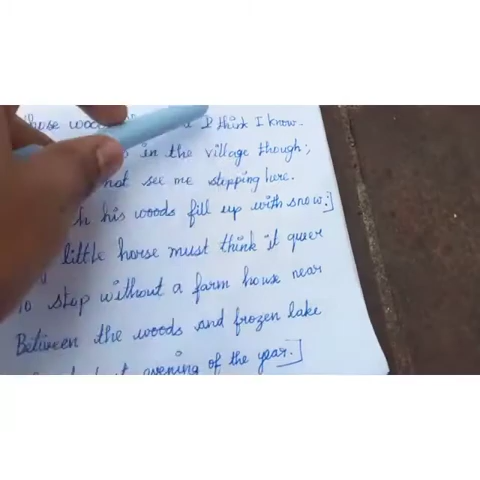 I think I know.
in the village though;
not see me stopping here.
his woods fill up with snow.]
little horse must think it queer
To stop without a farm house near
Between the woods and frozen lake
evening of the year.]